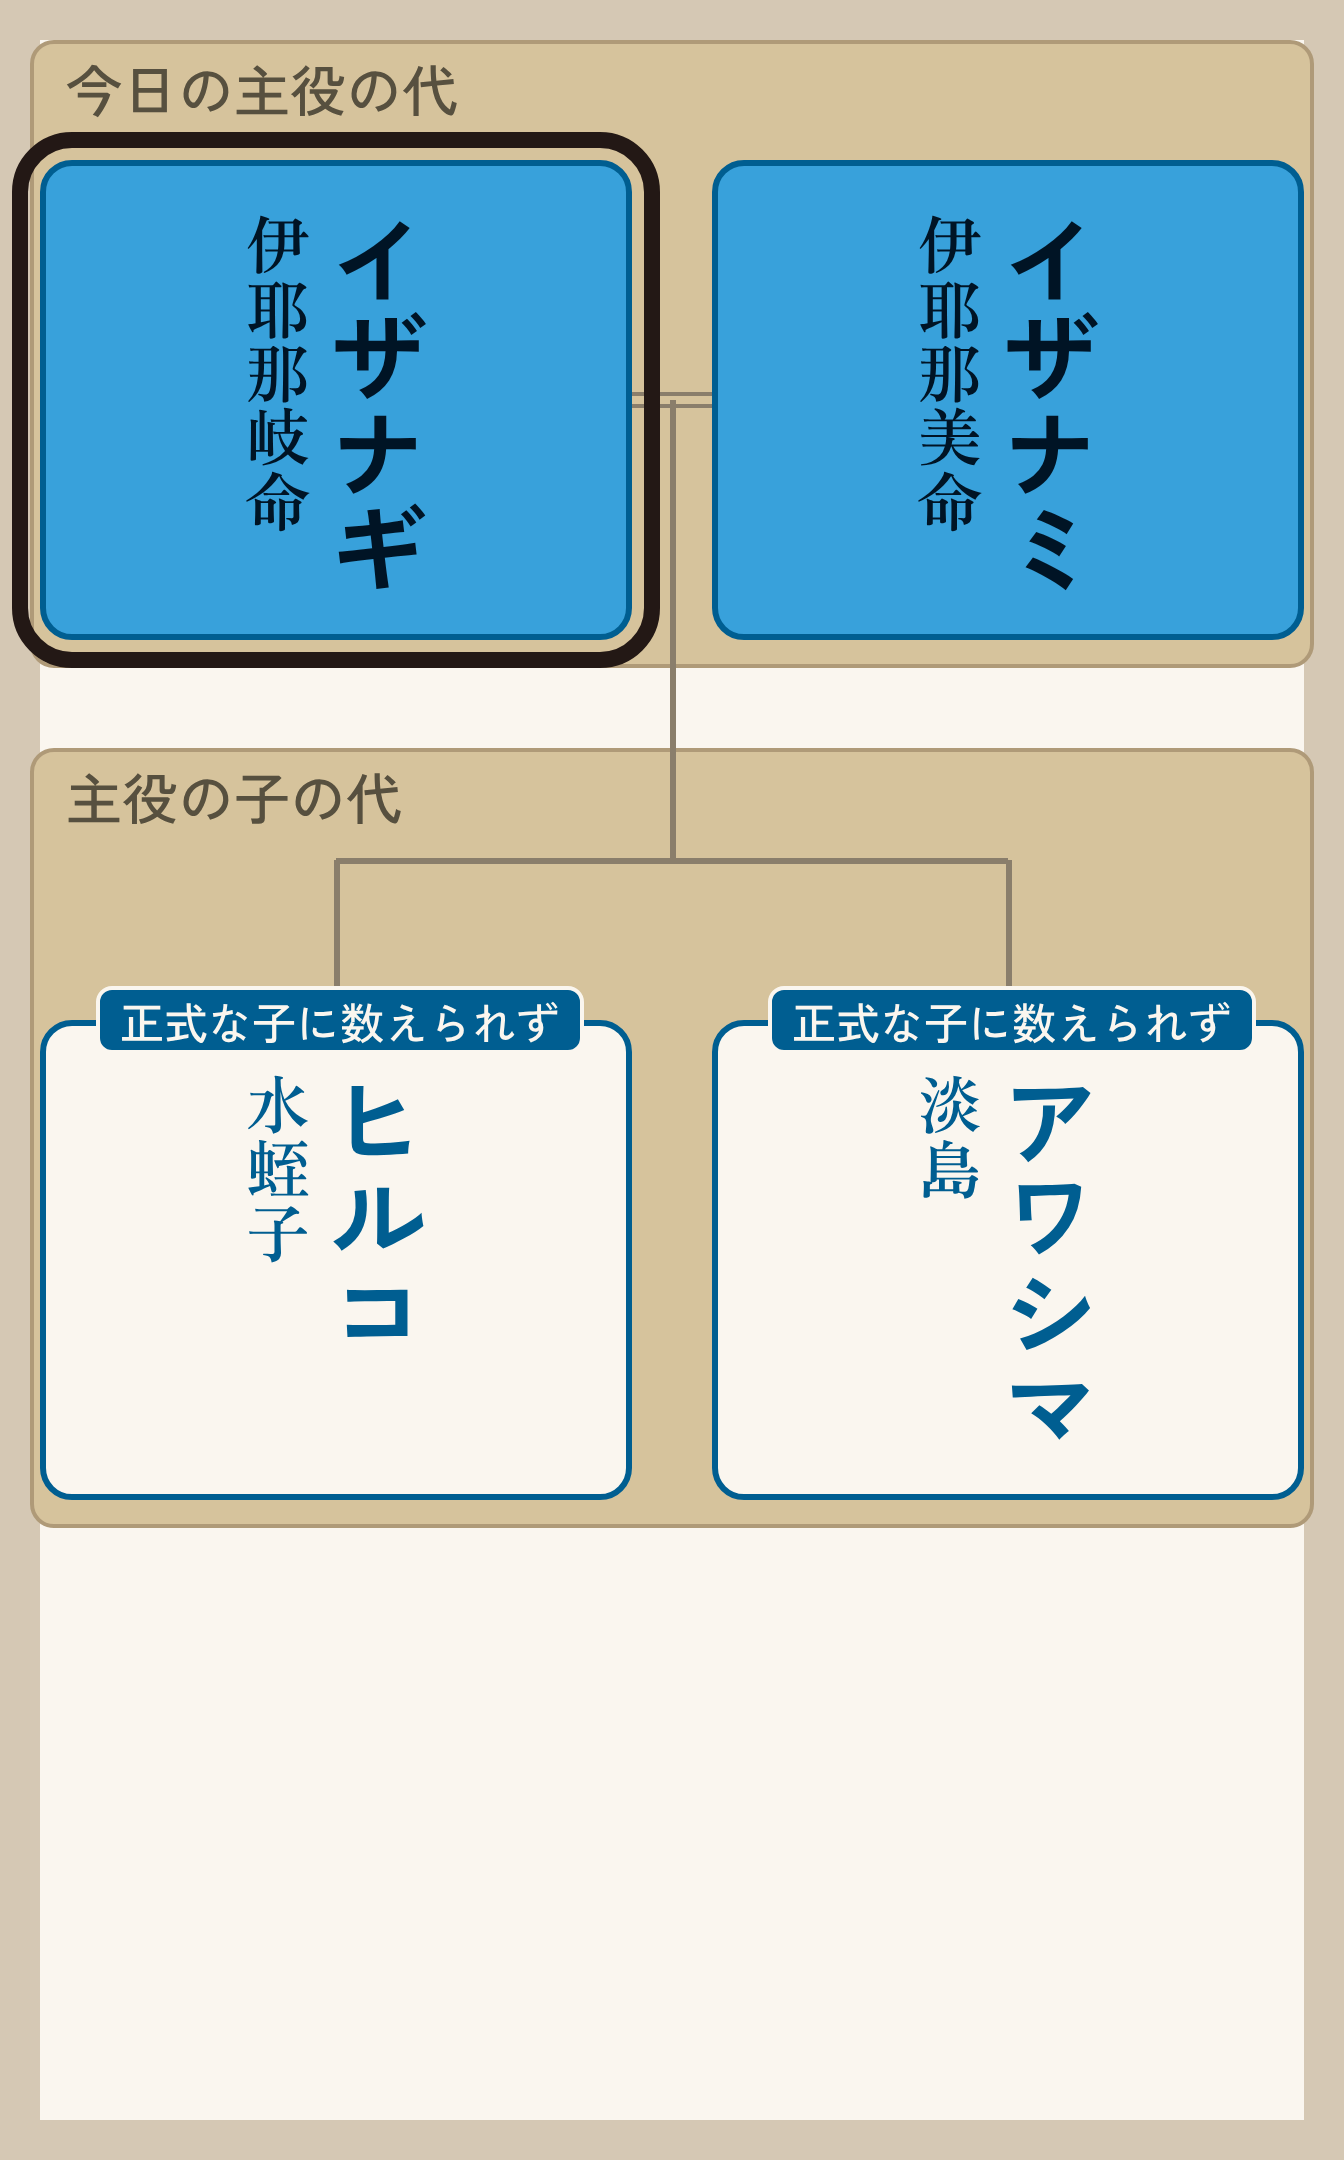 今日の主役の代
イザナギ
伊耶那岐命
イザナミ
伊耶那美命
主役の子の代
正式な子に数えられず
ヒルコ
水蛭子
正式な子に数えられず
アワシマ
淡島